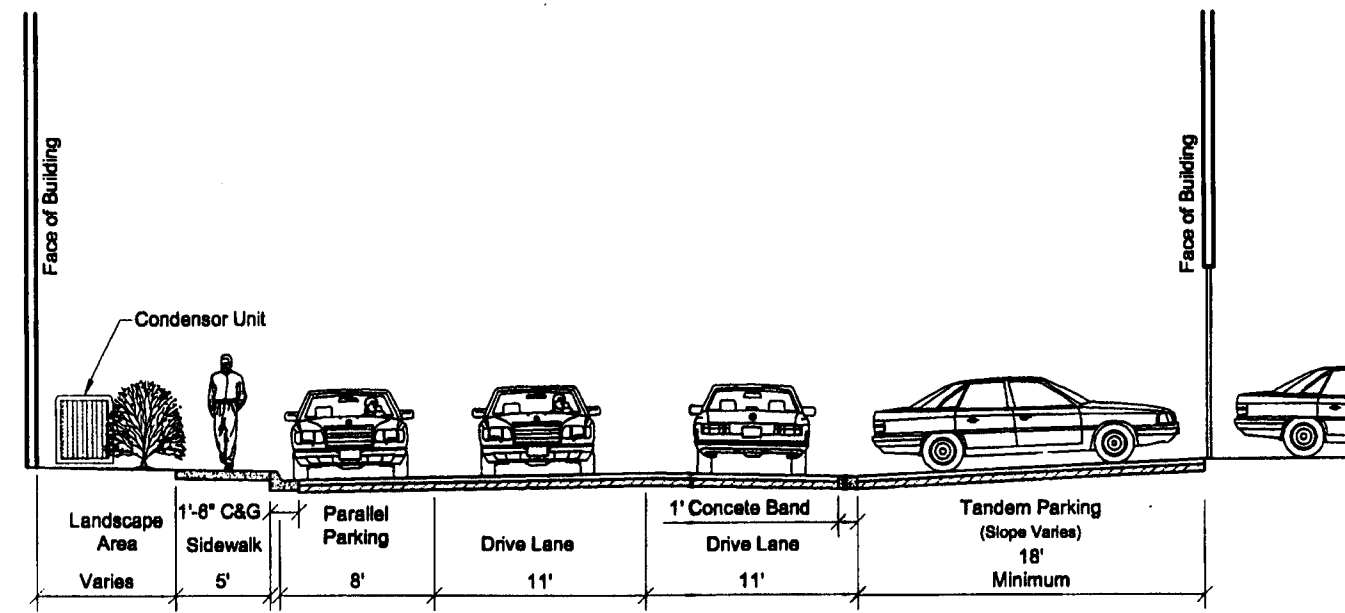 Face of Building
Face of Building
Condensor Unit
Landscape
Area
Varies
1'-6" C&G
Sidewalk
5'
Parallel
Parking
8'
Drive Lane
11'
1' Concete Band
Drive Lane
11'
Tandem Parking
(Slope Varies)
18'
Minimum